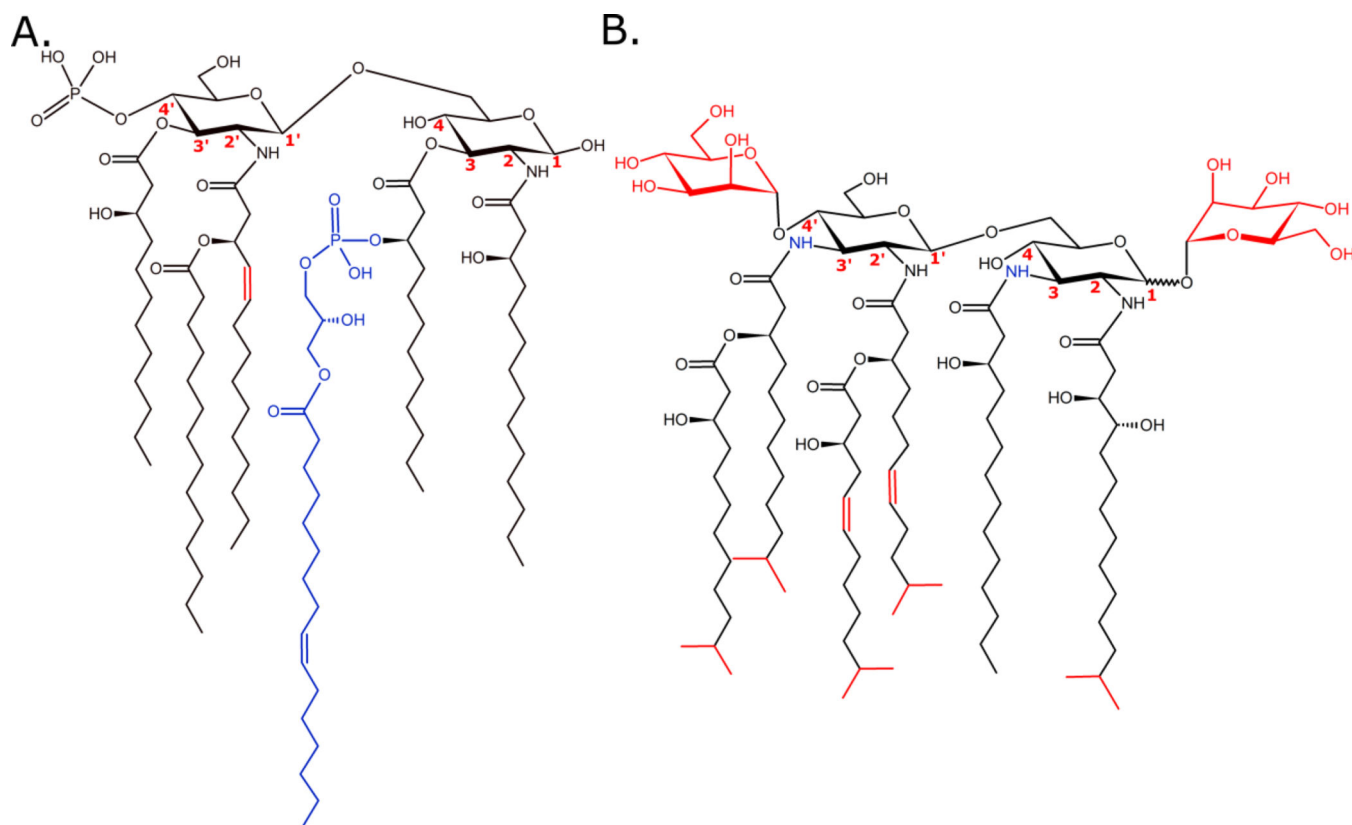 A.
HO OH OH O
P O O
4' O O O
O HO 4 O
3' 2' 1' NH 3 2 1 OH
O O O NH
O O O
HO
O P O HO
O O OH
OH
O
O
B.
OH
OH
HO O
HO OH OH OH
O OH
O 4' O O O
NH 3' 2' 1' 4 OH
NH HO NH 3 2 1 O
O NH
O O
O O
O O HO
O HO
HO OH
HO